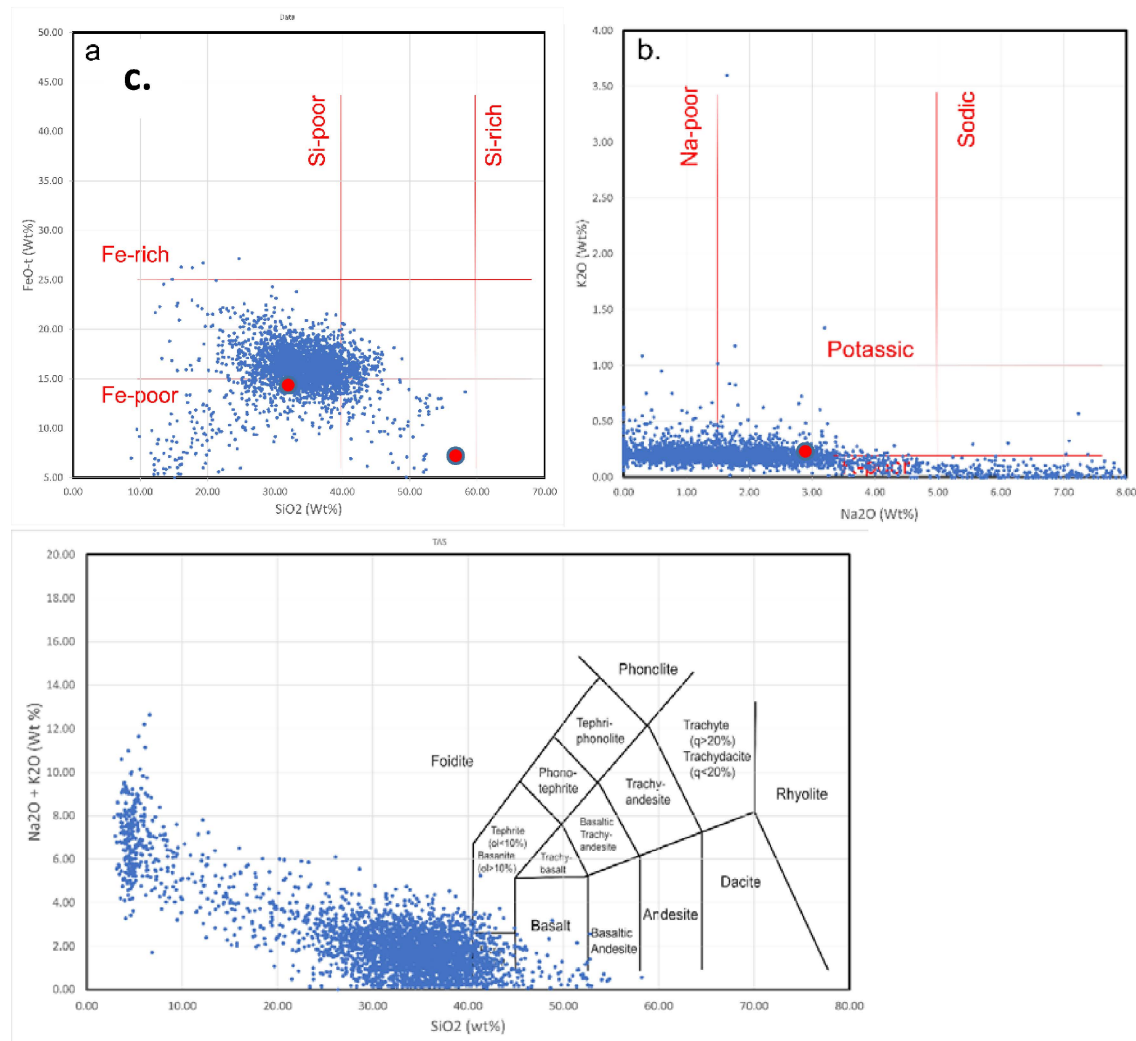 Data
a
c.
50.00
45.00
40.00
35.00
30.00
25.00
20.00
15.00
10.00
5.00
FeO-t (Wt%)
Si-poor
Si-rich
Fe-rich
Fe-poor
0.00 10.00 20.00 30.00 40.00 50.00 60.00 70.00
SiO2 (Wt%)
b.
4.00
3.50
3.00
2.50
2.00
1.50
1.00
0.50
0.00
K2O (Wt%)
Na-poor
Sodic
Potassic
K-poor
0.00 1.00 2.00 3.00 4.00 5.00 6.00 7.00 8.00
Na2O (Wt%)
TAS
20.00
18.00
16.00
14.00
12.00
10.00
8.00
6.00
4.00
2.00
0.00
Na2O + K2O (Wt %)
Phonolite
Tephri-
phonolite
Trachyte
(q>20%)
Trachydacite
(q<20%)
Foidite
Phono-
tephrite
Trachy-
andesite
Rhyolite
Tephrite
(ol<10%)
Basanite
(ol>10%)
Basaltic
Trachy-
andesite
Trachy-
basalt
Dacite
Andesite
Basalt
Basaltic
Andesite
0.00 10.00 20.00 30.00 40.00 50.00 60.00 70.00 80.00
SiO2 (wt%)